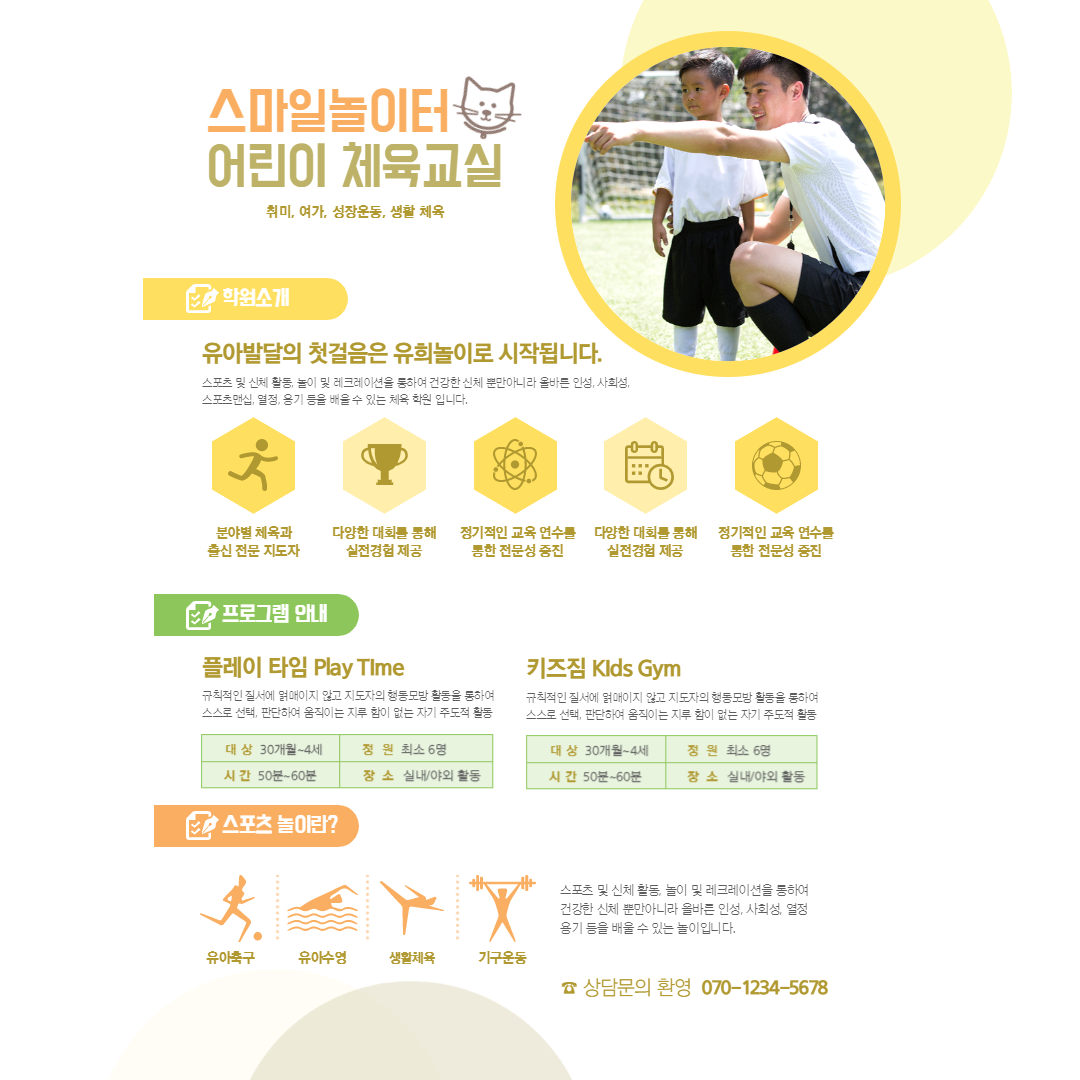 스마일놀이터
어린이 체육교실
취미, 여가, 성장운동, 생활 체육
학원소개
유아발달의 첫걸음은 유희놀이로 시작됩니다.
스포츠 및 신체 활동, 놀이 및 레크레이션을 통하여 건강한 신체 뿐만아니라 올바른 인성, 사회성,
스포츠맨십, 열정, 용기 등을 배울 수 있는 체육 학원 입니다.
분야별 체육과
출신 전문 지도자
다양한 대회를 통해
실전경험 제공
정기적인 교육 연수를
통한 전문성 증진
다양한 대회를 통해
실전경험 제공
정기적인 교육 연수를
통한 전문성 증진
프로그램 안내
플레이 타임 Play TIme
규칙적인 질서에 얽매이지 않고 지도자의 행동모방 활동을 통하여
스스로 선택, 판단하여 움직이는 지루 함이 없는 자기 주도적 활동
대 상 30개월~4세 정 원 최소 6명
시 간 50분~60분 장 소 실내/야외 활동
키즈짐 KIds Gym
규칙적인 질서에 얽매이지 않고 지도자의 행동모방 활동을 통하여
스스로 선택, 판단하여 움직이는 지루 함이 없는 자기 주도적 활동
대 상 30개월~4세 정 원 최소 6명
시 간 50분~60분 장 소 실내/야외 활동
스포츠 놀이란?
유아축구 유아수영 생활체육 기구운동
스포츠 및 신체 활동, 놀이 및 레크레이션을 통하여
건강한 신체 뿐만아니라 올바른 인성, 사회성, 열정
용기 등을 배울 수 있는 놀이입니다.
☎ 상담문의 환영 070-1234-5678